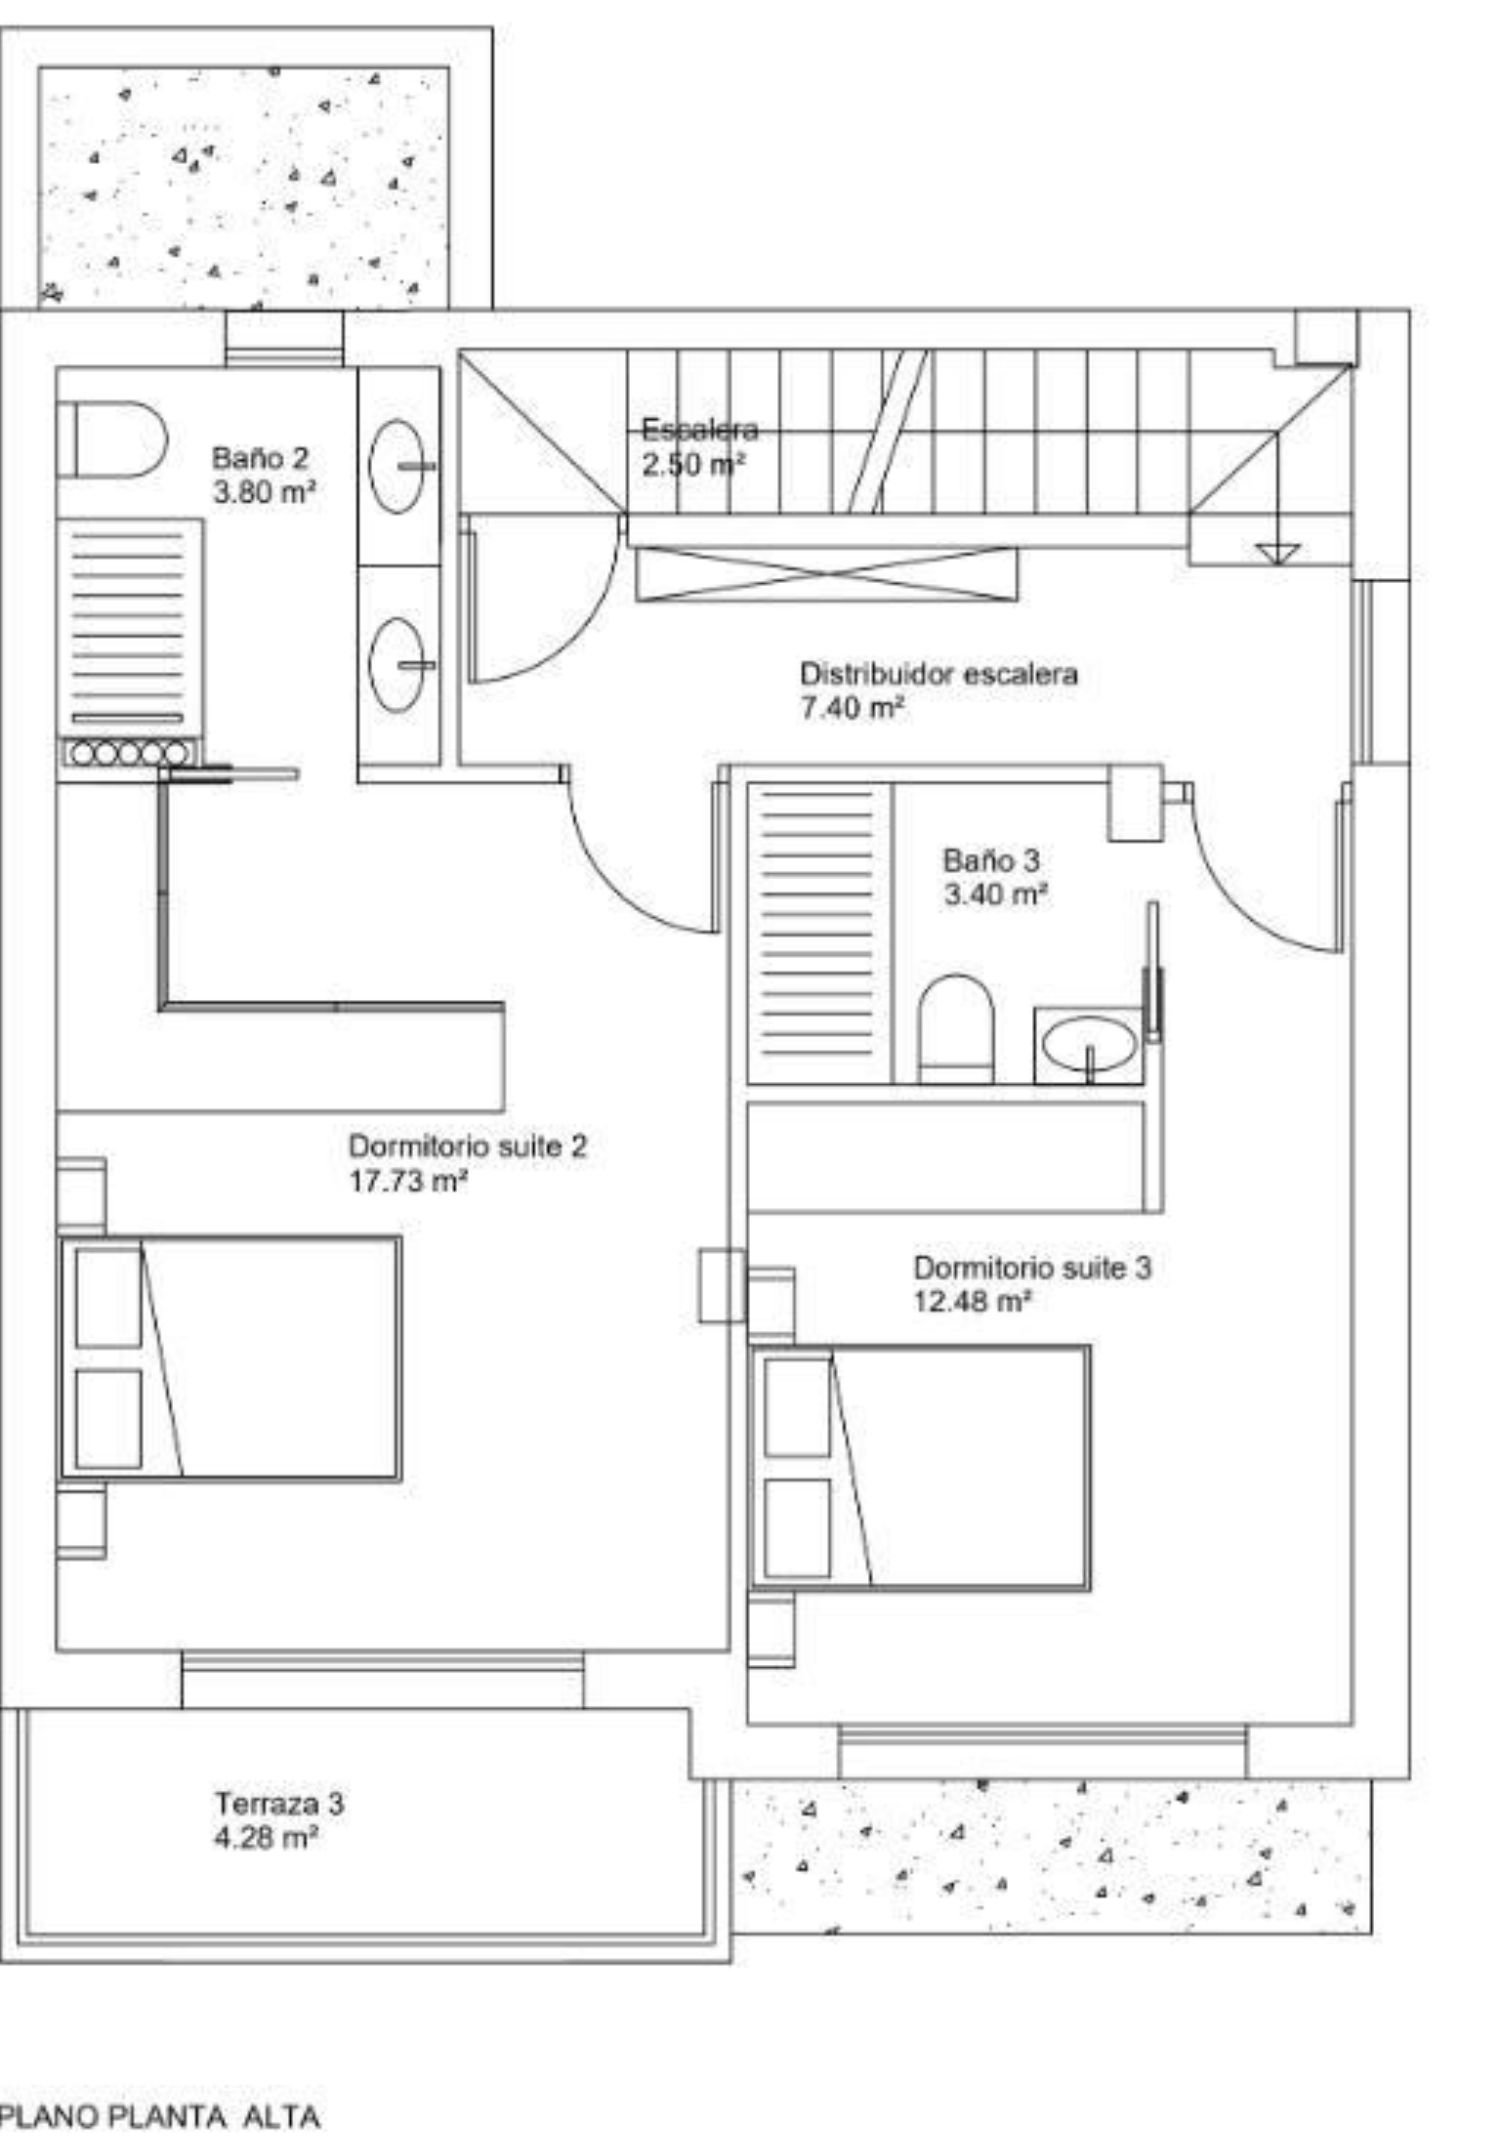 Baño 2
3.80 m²
Escalera
2.50 m²
Distribuidor escalera
7.40 m²
Baño 3
3.40 m²
Dormitorio suite 2
17.73 m²
Dormitorio suite 3
12.48 m²
Terraza 3
4.28 m²
PLANO PLANTA ALTA